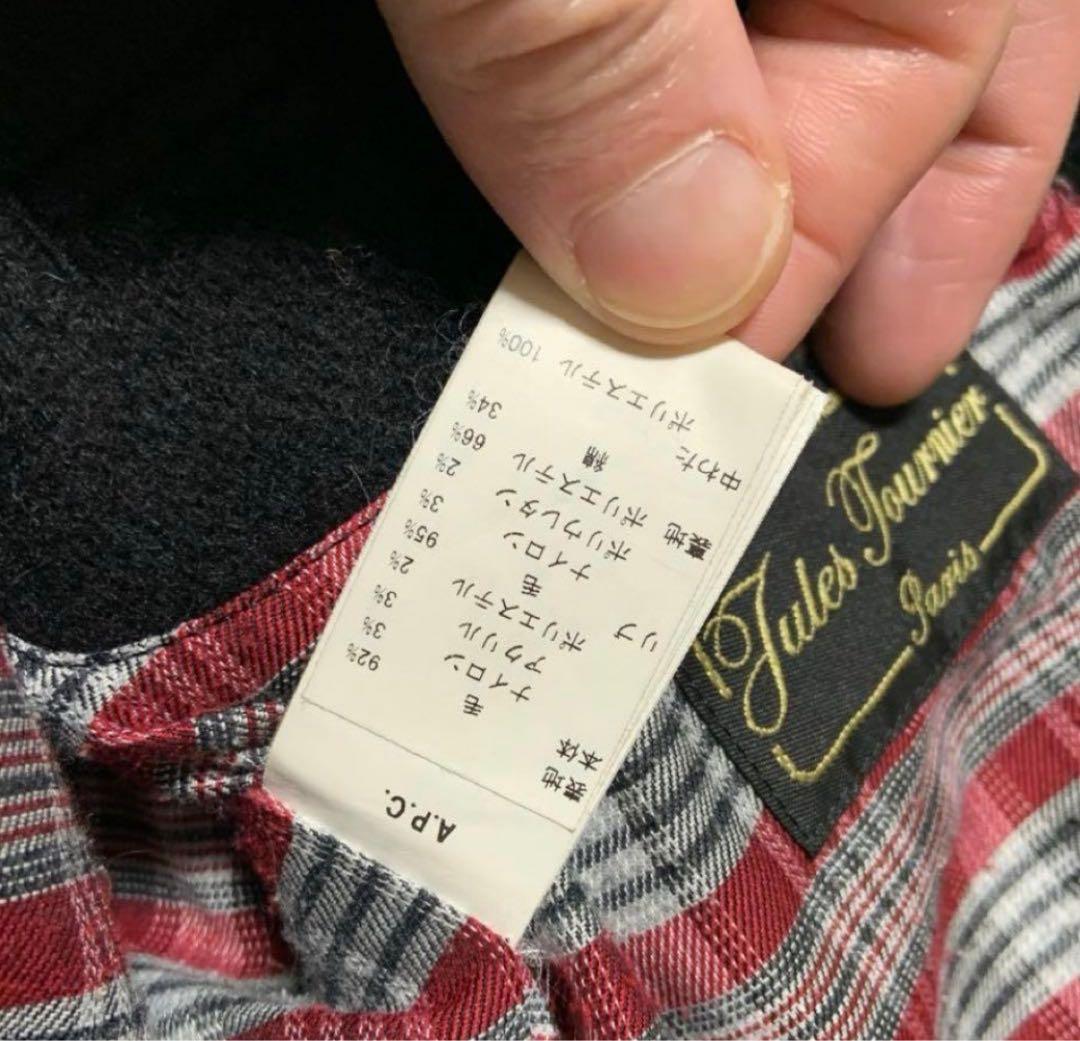 A.P.C.
表地
本体 毛 92%
ナイロン 3%
アクリル 3%
ポリエステル 2%
リブ 毛 95%
ナイロン 3%
ポリウレタン 2%
裏地 ポリエステル 66%
綿 34%
中わた ポリエステル 100%
Jules Tournier
Paris